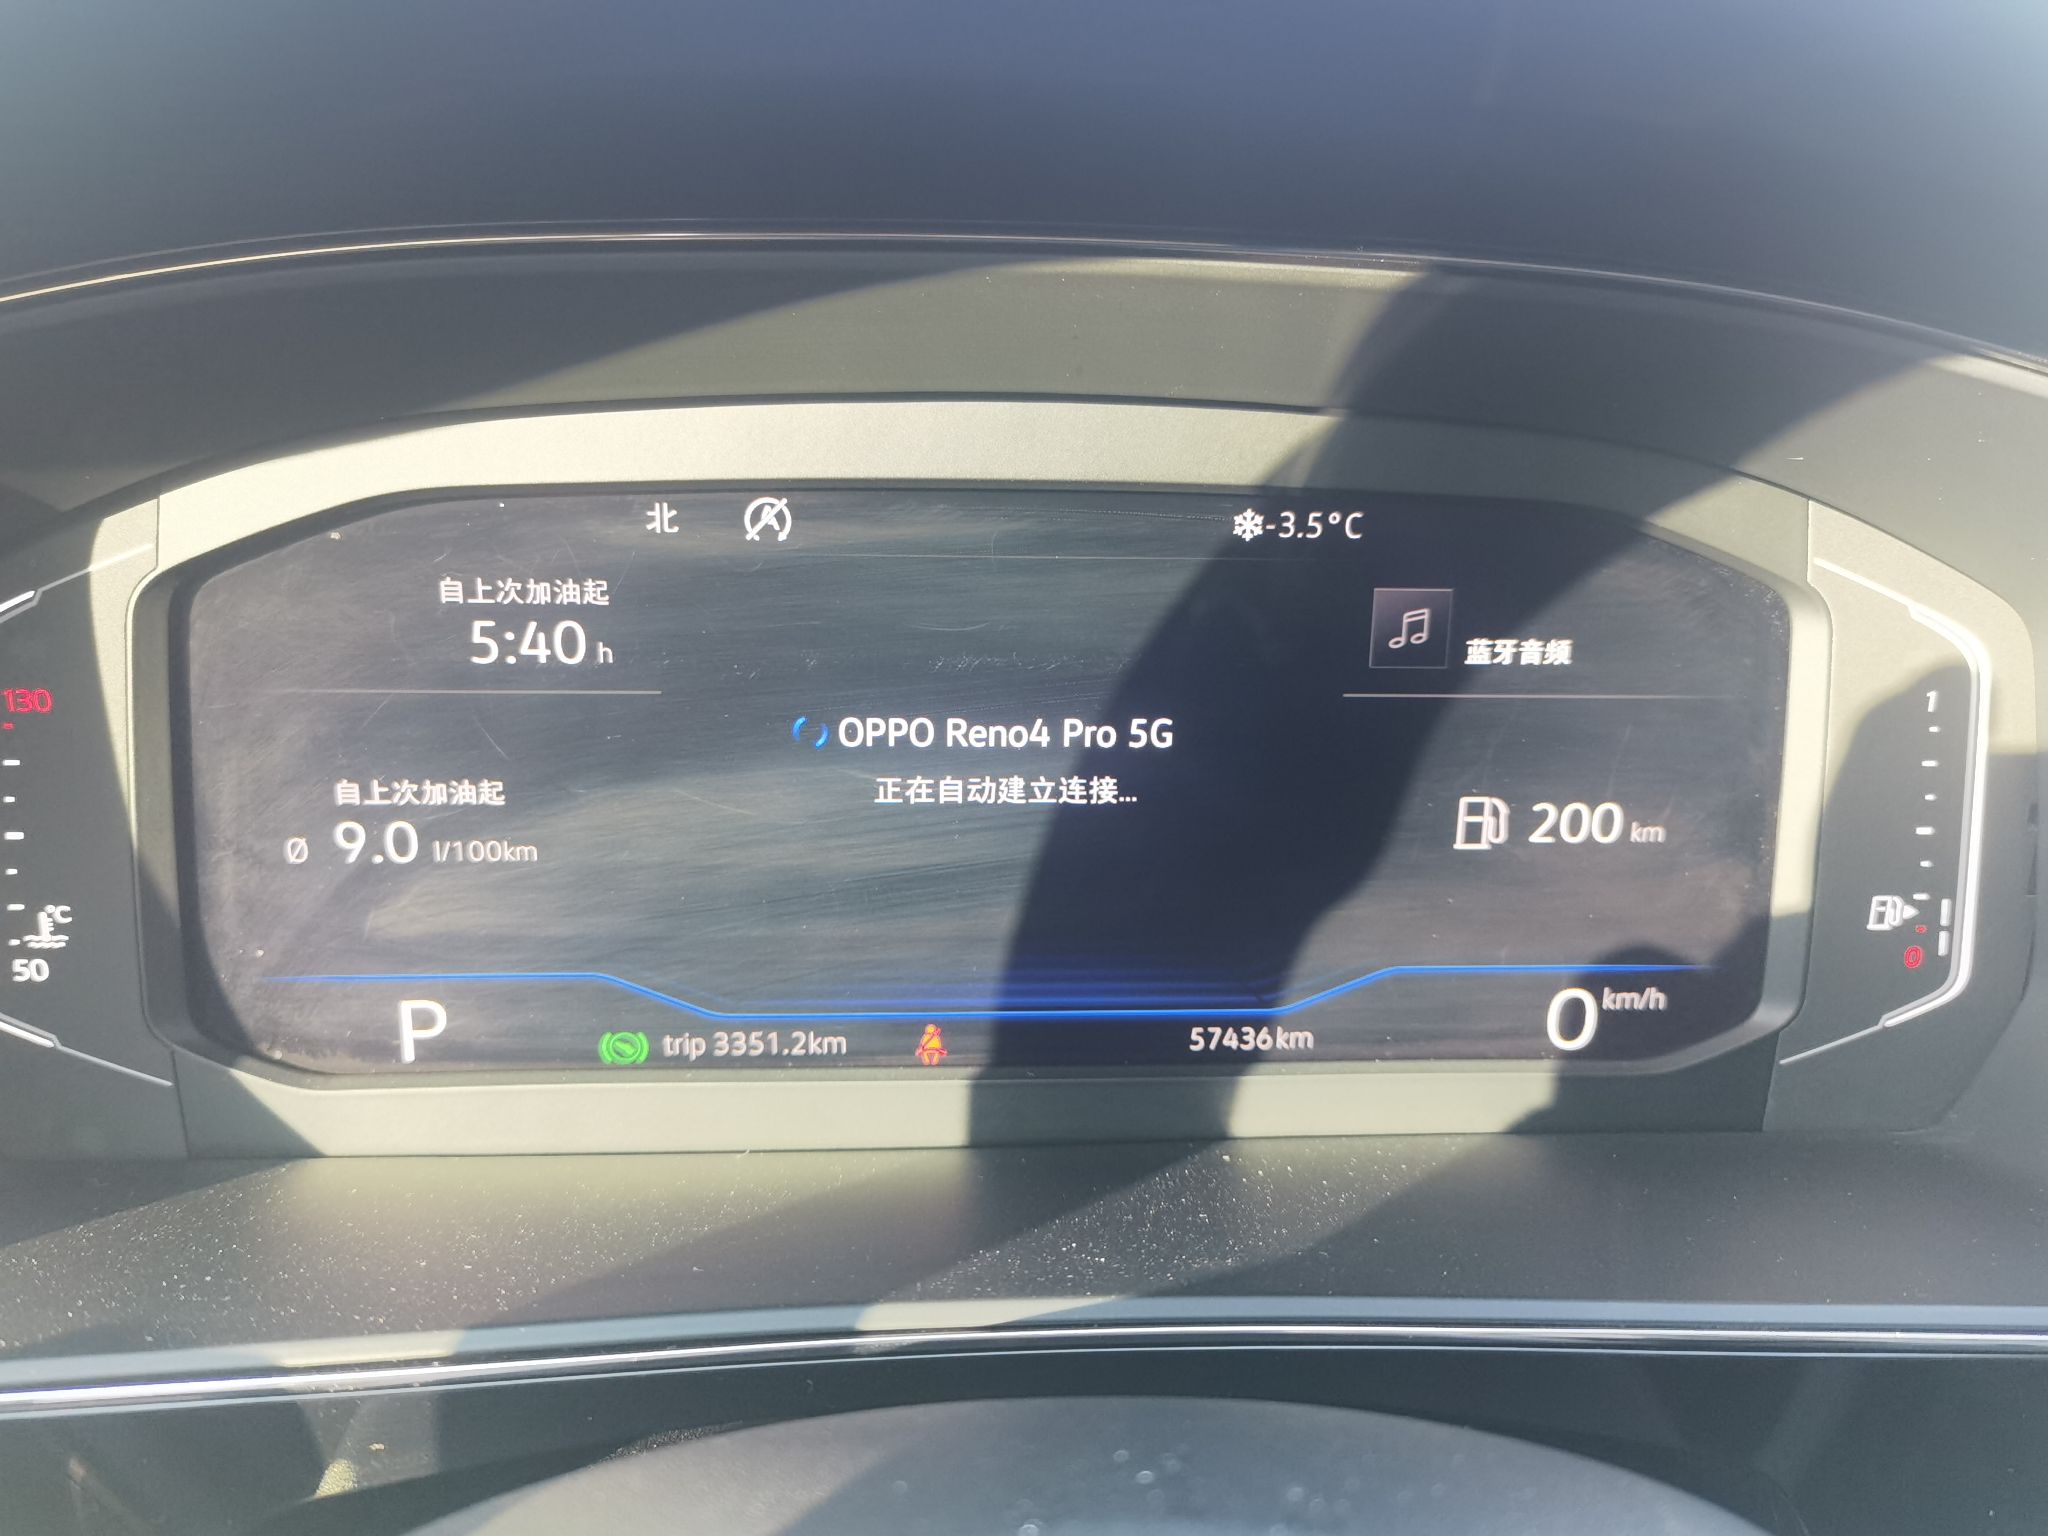 北
-3.5°C
自上次加油起
5:40 h
蓝牙音频
130
1
OPPO Reno4 Pro 5G
正在自动建立连接...
自上次加油起
Ø 9.0 l/100km
200 km
°C
50
0
P
0 km/h
trip 3351.2km
57436km